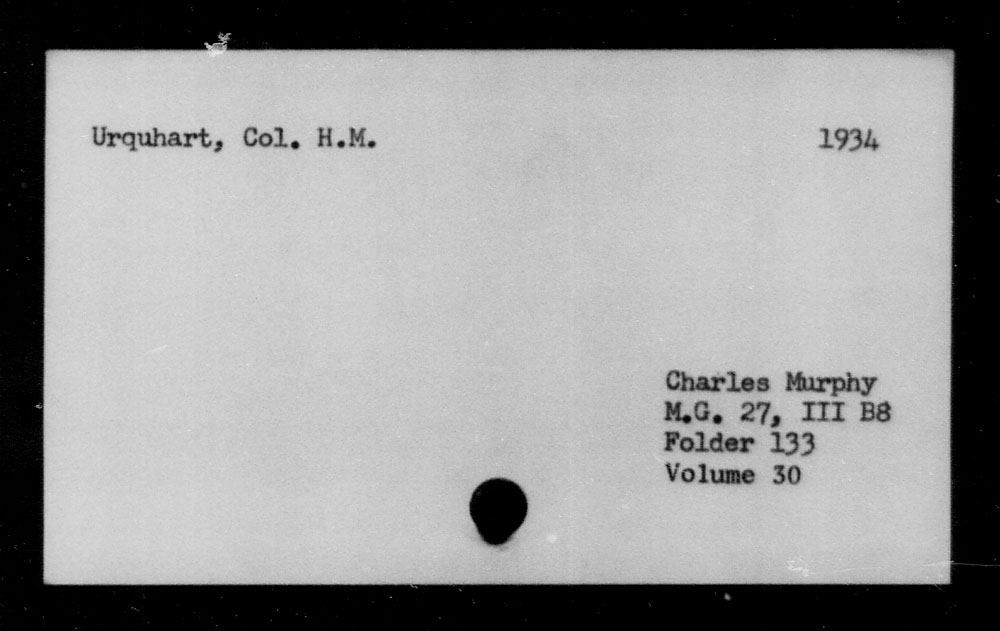 Urquhart, Col. H.M. 1934
Charles Murphy
M.G. 27, III B8
Folder 133
Volume 30